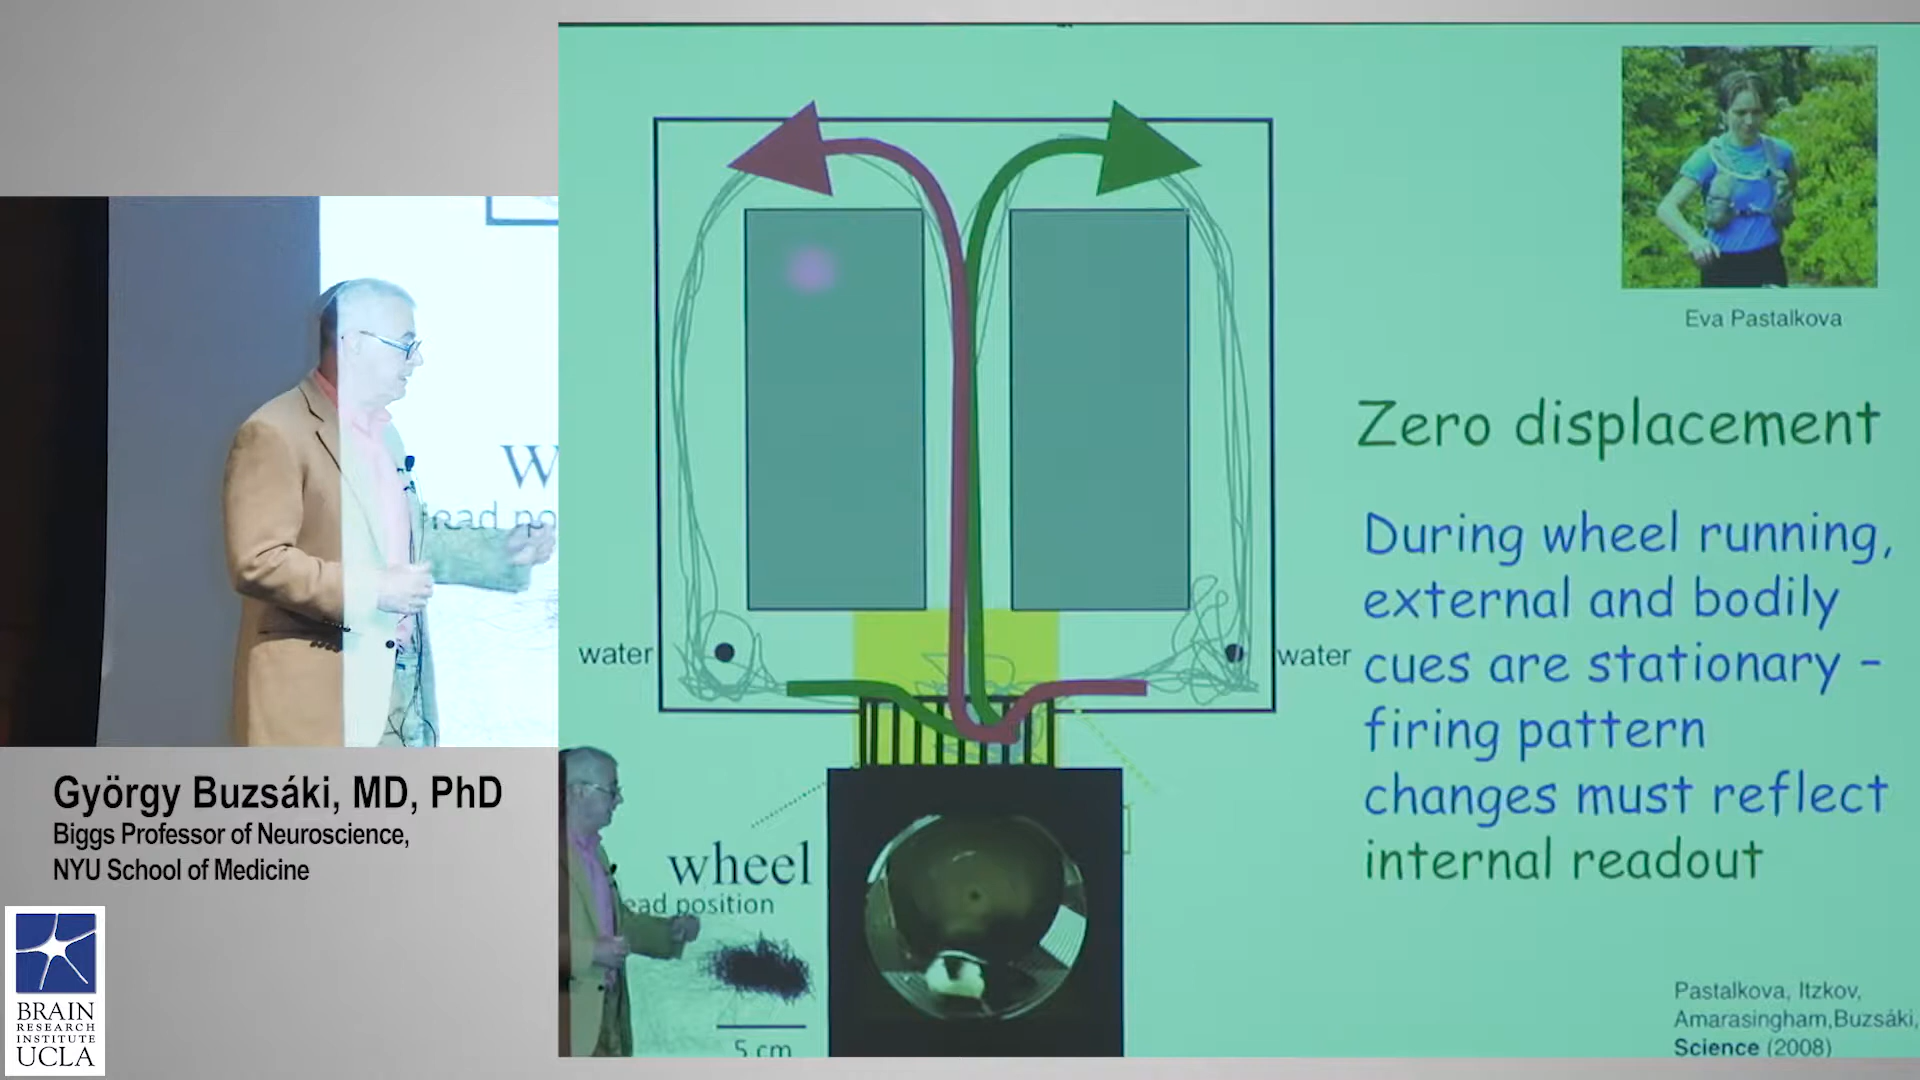 Eva Pastalkova
Zero displacement
During wheel running,
external and bodily
cues are stationary –
firing pattern
changes must reflect
internal readout
water
water
wheel
ead position
5 cm
Pastalkova, Itzkov,
Amarasingham,Buzsáki,
Science (2008)
W
ead po
György Buzsáki, MD, PhD
Biggs Professor of Neuroscience,
NYU School of Medicine
BRAIN
RESEARCH
INSTITUTE
UCLA